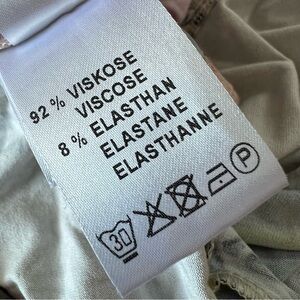 92 % VISKOSE
VISCOSE
8 % ELASTHAN
ELASTANE
ELASTHANNE
30 P